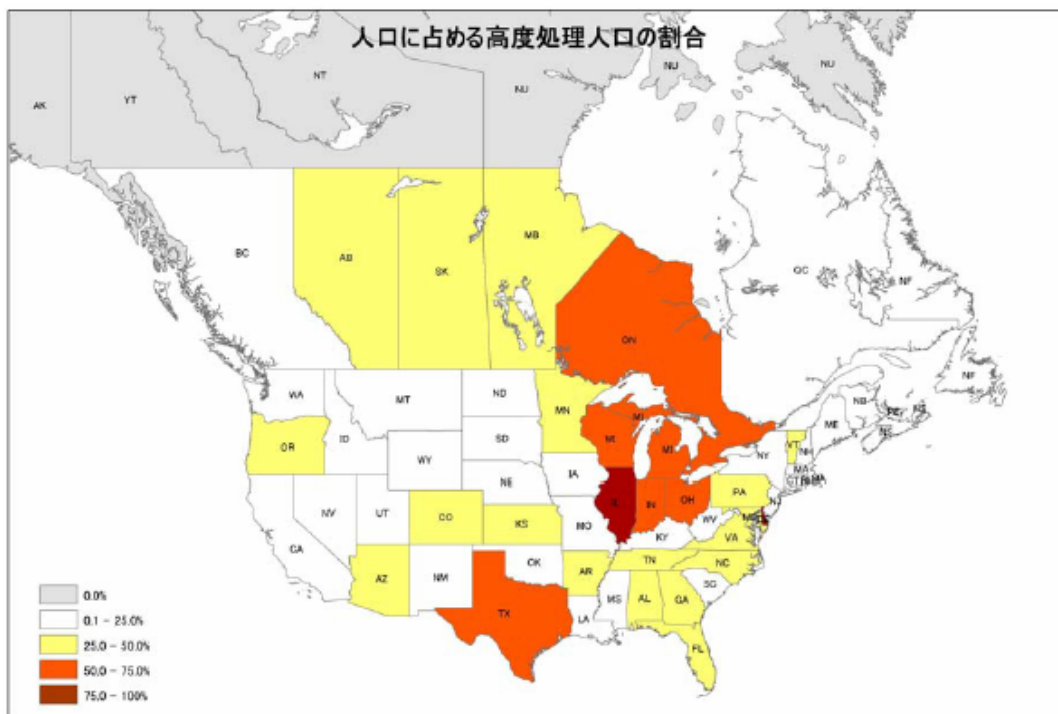 人口に占める高度処理人口の割合
AK
YT
NT
NU
NU
NU
BC
AB
SK
MB
ON
QC
NF
NF
NB
NS
WA
MT
ND
MN
WI
MI
MI
ME
VT
NH
NY
MA
OR
ID
SD
WY
IA
NE
PA
NJ
IN
OH
NV
UT
CO
KS
MO
WV
VA
KY
CA
AZ
NM
OK
AR
TN
NC
SC
TX
LA
MS
AL
GA
FL
0.0%
0.1 - 25.0%
25.0 - 50.0%
50.0 - 75.0%
75.0 - 100%